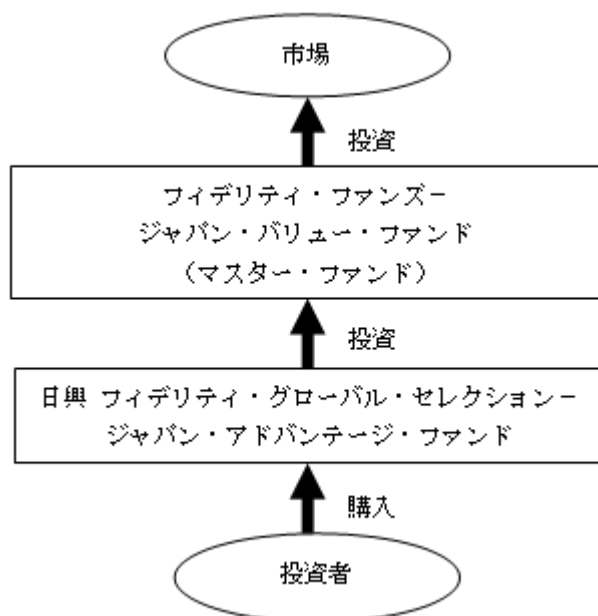 市場
投資
フィデリティ・ファンズ－
ジャパン・バリュー・ファンド
（マスター・ファンド）
投資
日興 フィデリティ・グローバル・セレクション－
ジャパン・アドバンテージ・ファンド
購入
投資者